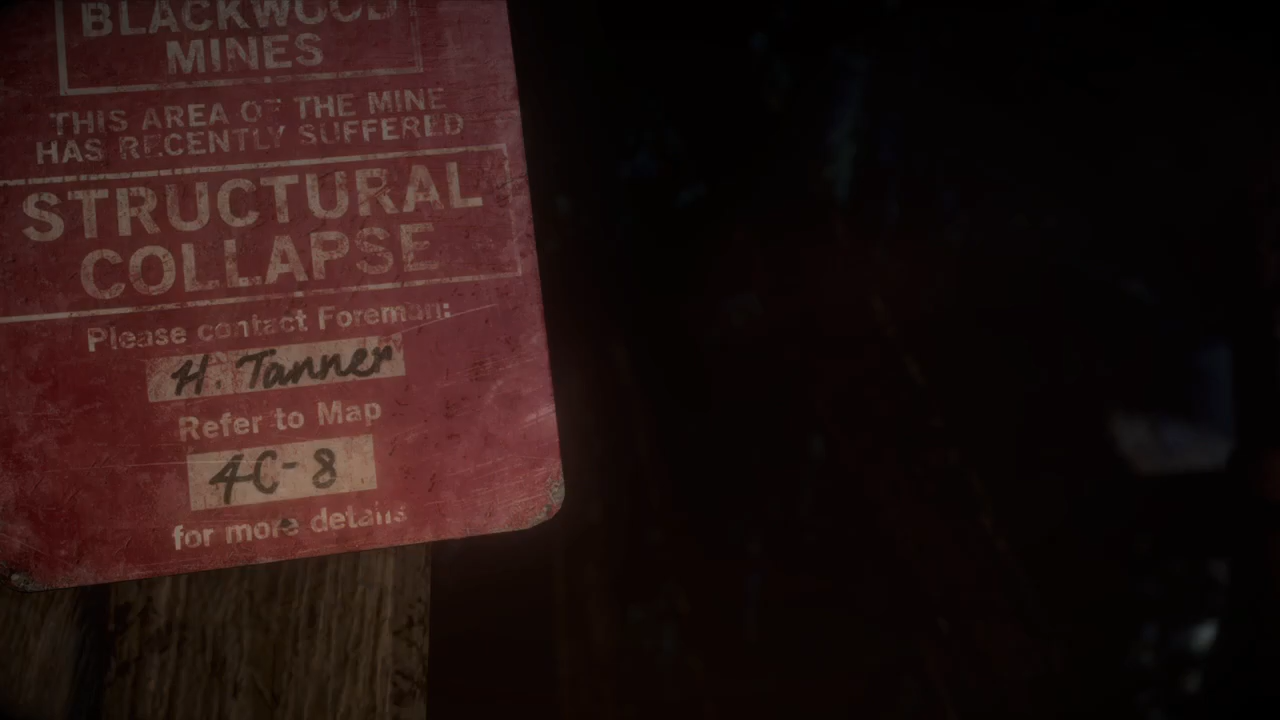 BLACKWOOD
MINES
THIS AREA OF THE MINE
HAS RECENTLY SUFFERED
STRUCTURAL
COLLAPSE
Please contact Foreman:
H. Tanner
Refer to Map
4C-8
for more details